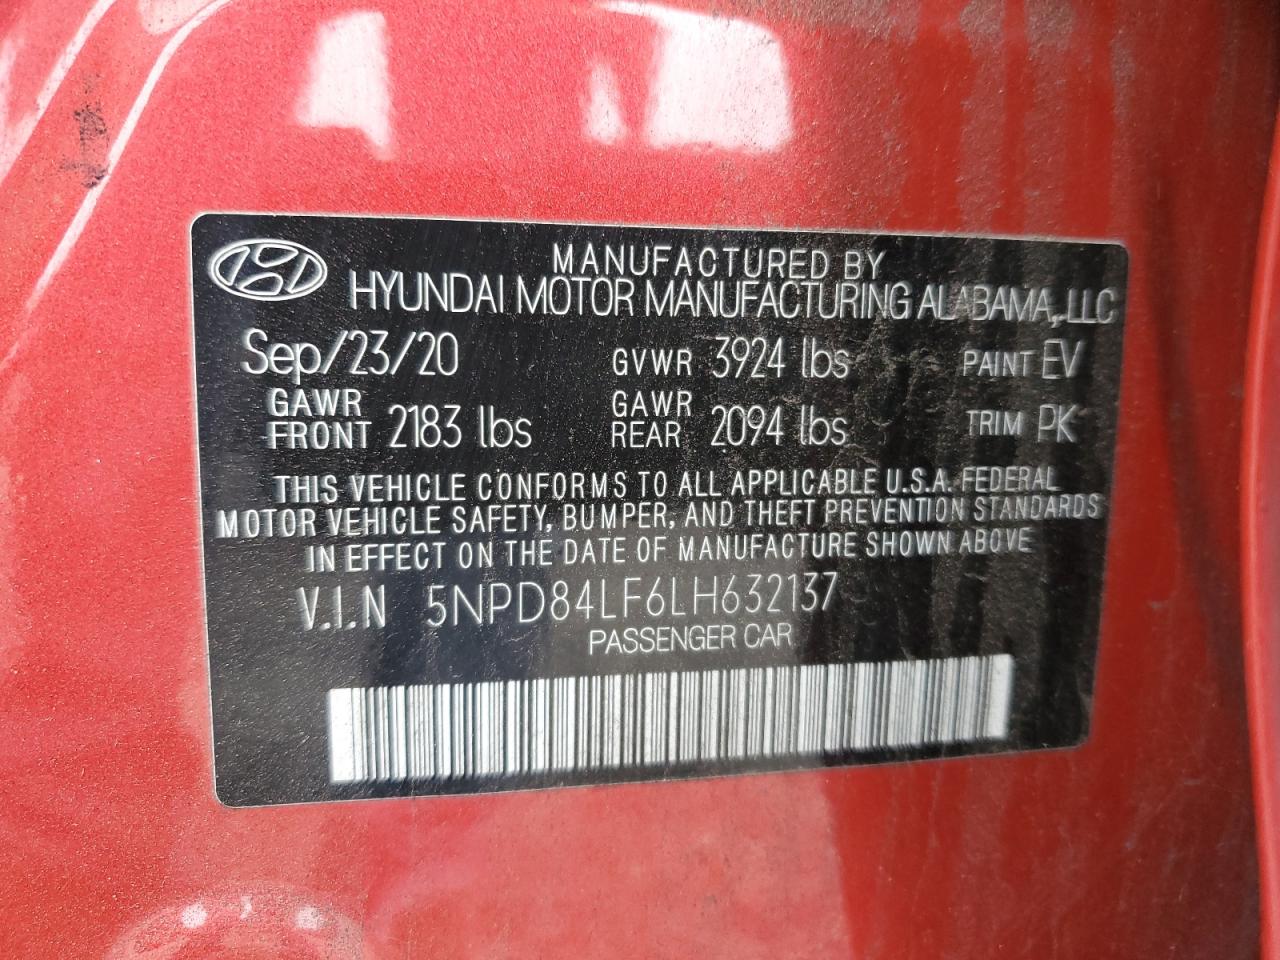 MANUFACTURED BY
HYUNDAI MOTOR MANUFACTURING ALABAMA, LLC
Sep/23/20 GVWR 3924 lbs PAINT EV
GAWR FRONT 2183 lbs GAWR REAR 2094 lbs TRIM PK
THIS VEHICLE CONFORMS TO ALL APPLICABLE U.S.A. FEDERAL
MOTOR VEHICLE SAFETY, BUMPER, AND THEFT PREVENTION STANDARDS
IN EFFECT ON THE DATE OF MANUFACTURE SHOWN ABOVE
V.I.N 5NPD84LF6LH632137
PASSENGER CAR